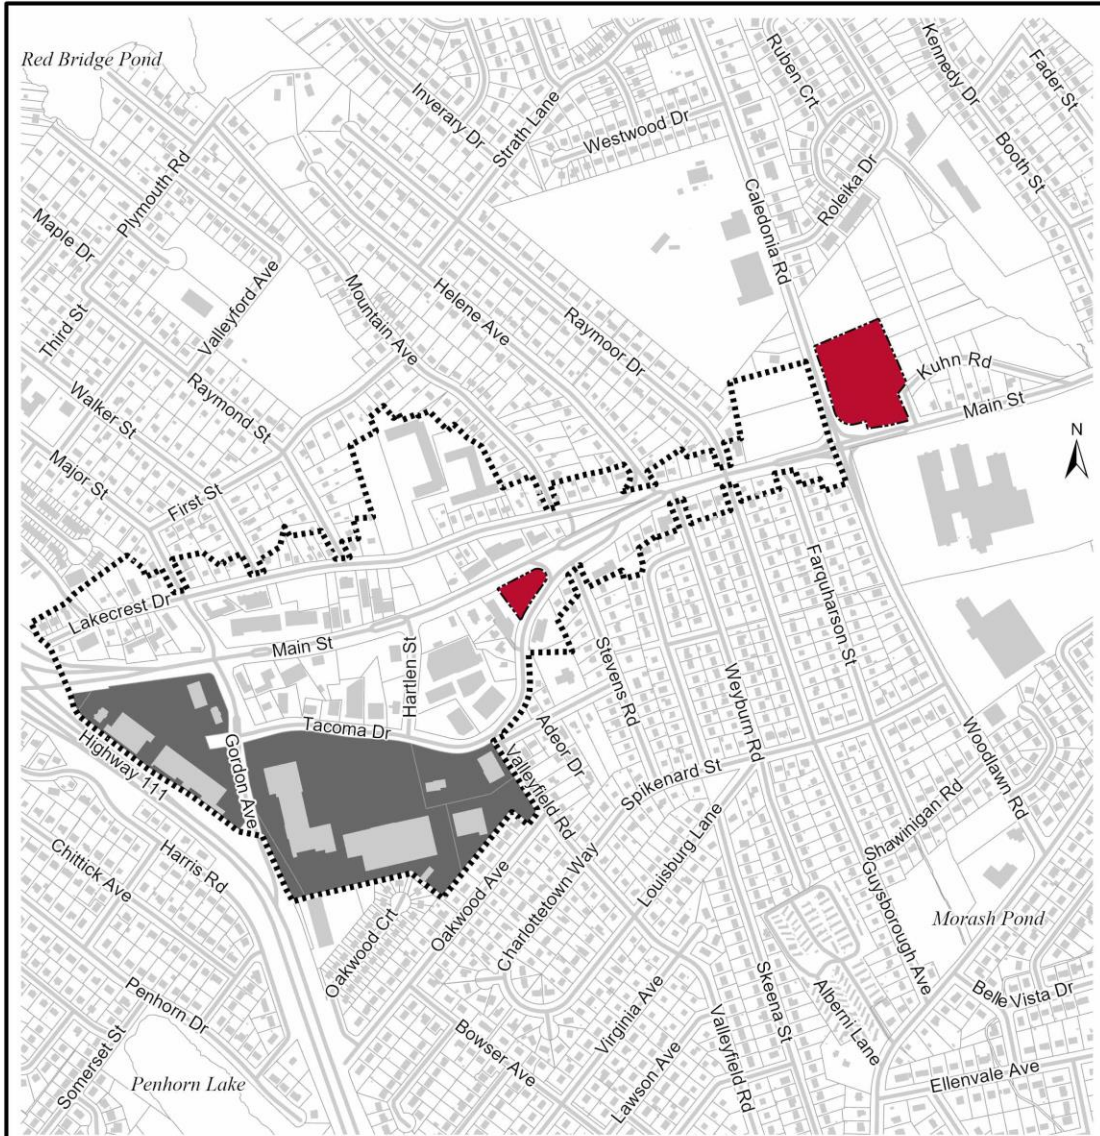 Red Bridge Pond
Inverary Dr
Strath Lane
Westwood Dr
Ruben Crt
Kennedy Dr
Fader St
Booth St
Roleika Dr
Caledonia Rd
Plymouth Rd
Maple Dr
Third St
Valleyford Ave
Mountain Ave
Helene Ave
Raymoor Dr
Kuhn Rd
Main St
N
Walker St
Raymond St
Major St
First St
Lakecrest Dr
Main St
Hartlen St
Tacoma Dr
Gordon Ave
Highway 111
Stevens Rd
Weyburn Rd
Farquharson St
Adeor Dr
Valleyfield Rd
Spikenard St
Woodlawn Rd
Shawinigan Rd
Louisburg Lane
Harris Rd
Chittick Ave
Charlottetown Way
Oakwood Ave
Oakwood Crt
Guysborough Ave
Morash Pond
Belle Vista Dr
Penhorn Dr
Somerset St
Penhorn Lake
Bowser Ave
Virginia Ave
Lawson Ave
Valleyfield Rd
Skeena St
Alberni Lane
Ellenvale Ave